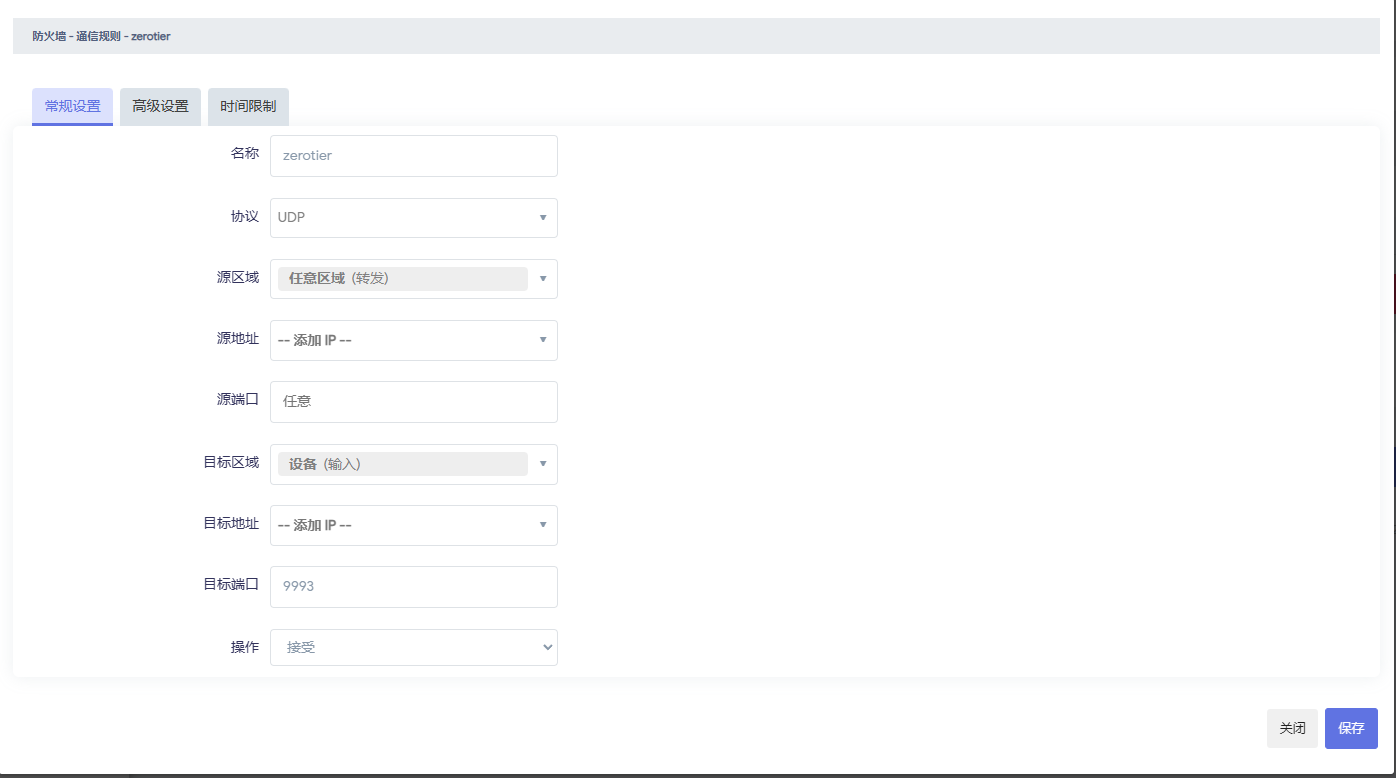 防火墙 - 通信规则 - zerotier
常规设置 高级设置 时间限制
名称 zerotier
协议 UDP
源区域 任意区域 (转发)
源地址 -- 添加 IP --
源端口 任意
目标区域 设备 (输入)
目标地址 -- 添加 IP --
目标端口 9993
操作 接受
关闭 保存